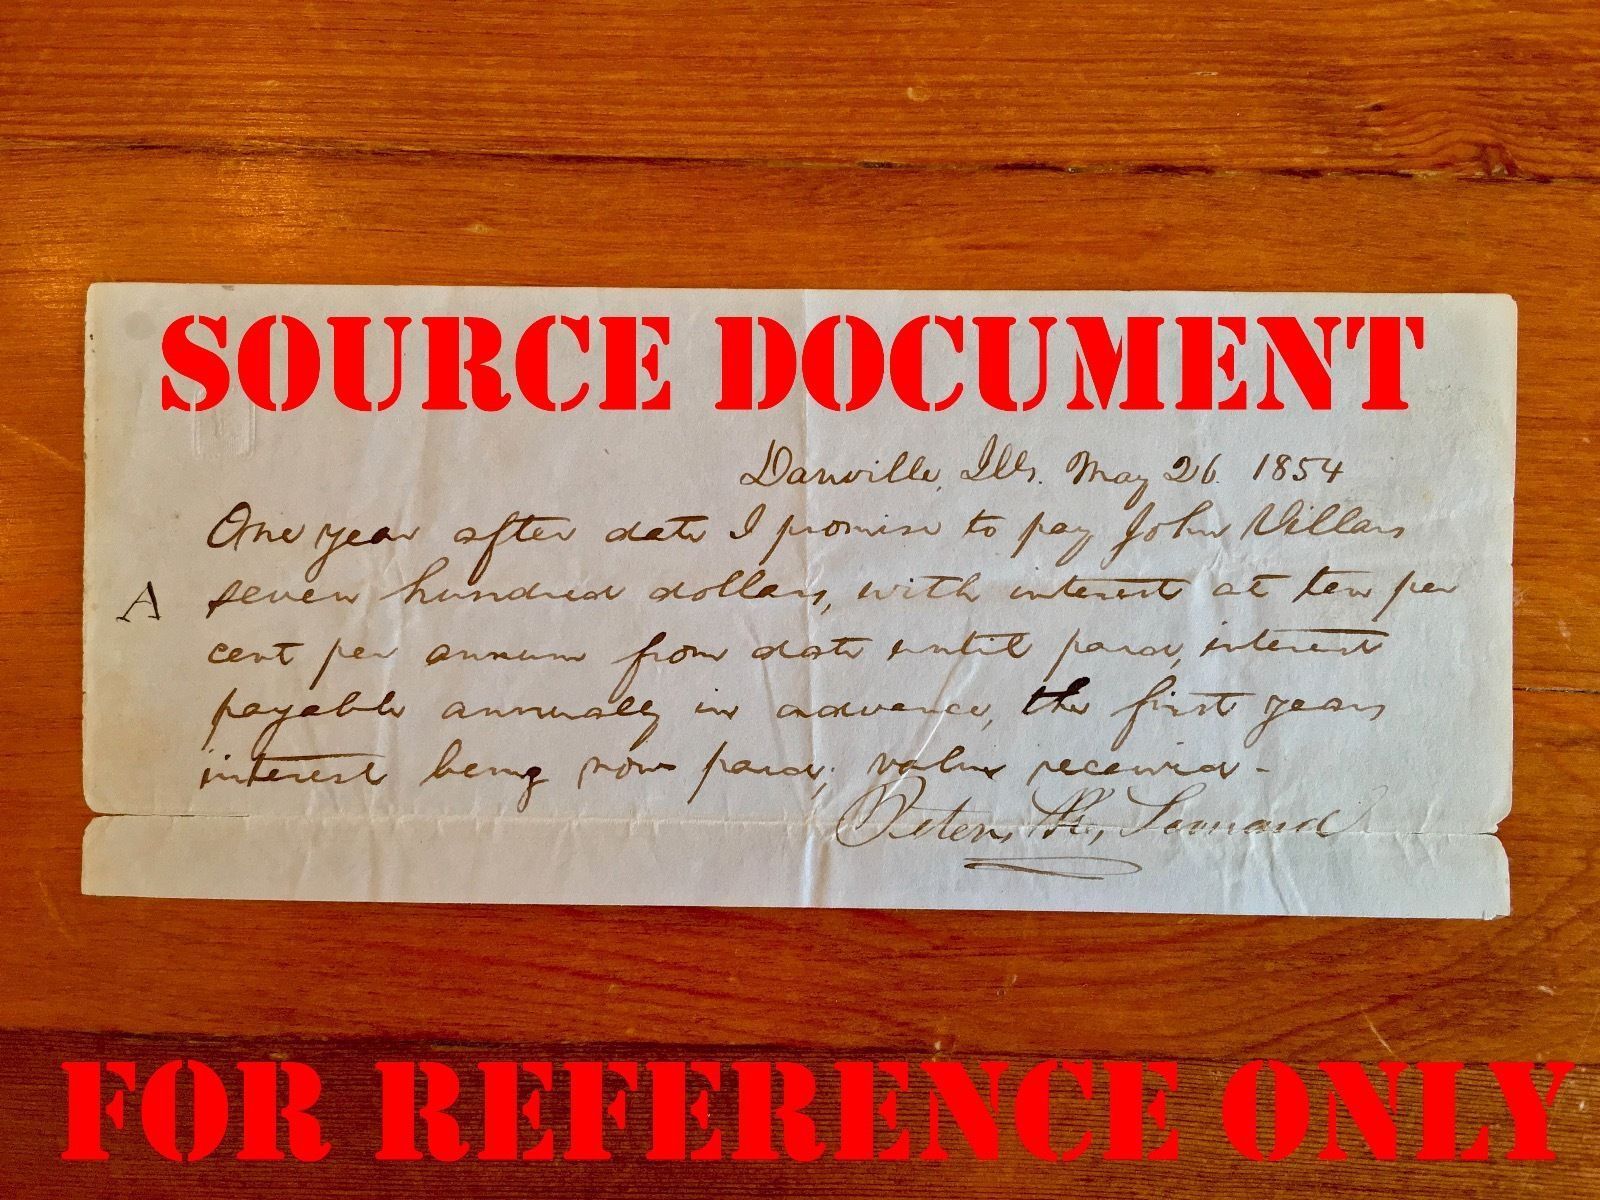 SOURCE DOCUMENT
Danville, Ills. May 26. 1854
One year after date I promise to pay John Villars
A seven hundred dollars, with interest at ten per
cent per annum from date until paid, interest
payable annually in advance, the first years
interest being now paid; value received -
Peter
FOR REFERENCE ONLY